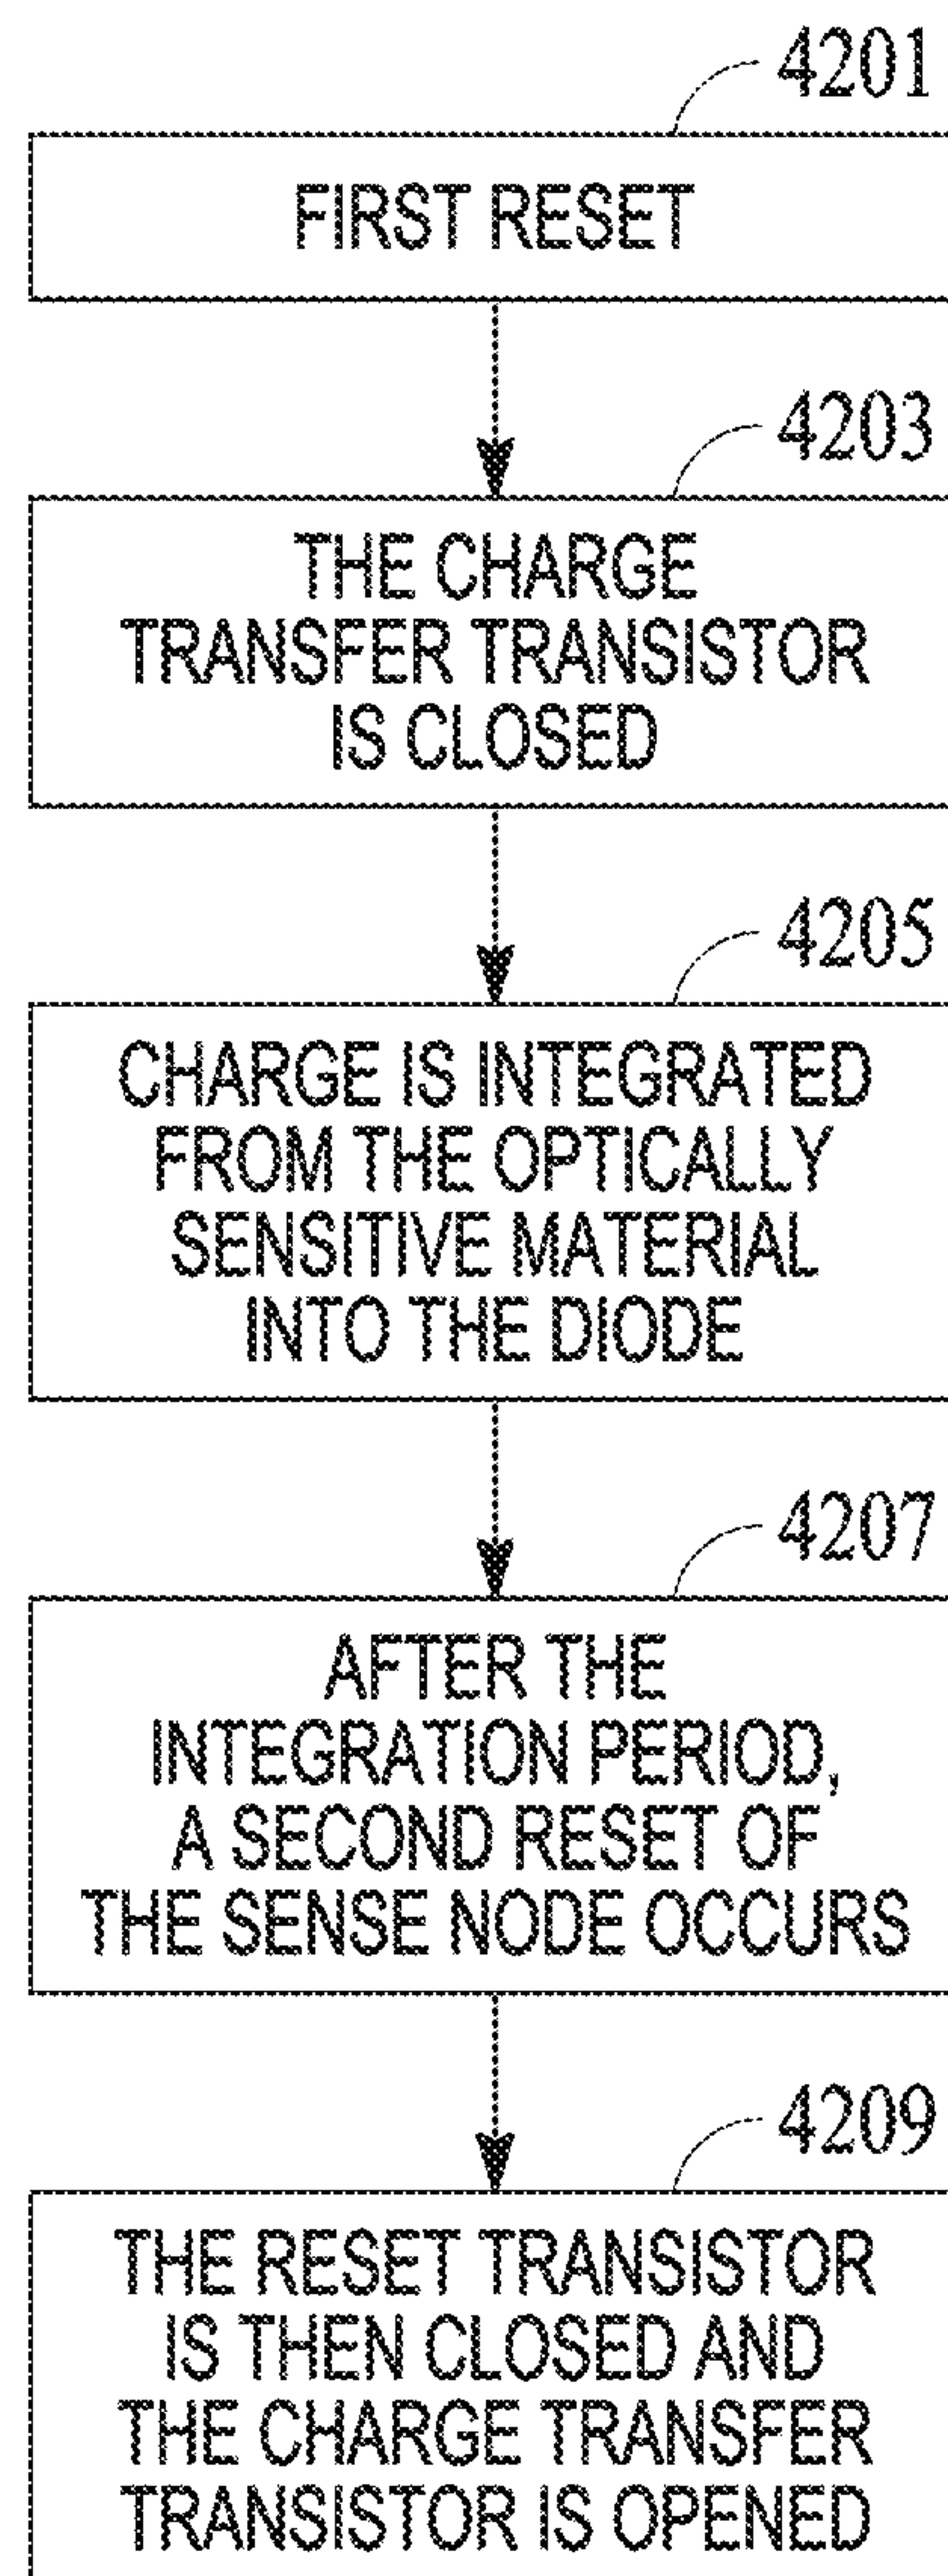 4201
FIRST RESET
4203
THE CHARGE
TRANSFER TRANSISTOR
IS CLOSED
4205
CHARGE IS INTEGRATED
FROM THE OPTICALLY
SENSITIVE MATERIAL
INTO THE DIODE
4207
AFTER THE
INTEGRATION PERIOD,
A SECOND RESET OF
THE SENSE NODE OCCURS
4209
THE RESET TRANSISTOR
IS THEN CLOSED AND
THE CHARGE TRANSFER
TRANSISTOR IS OPENED